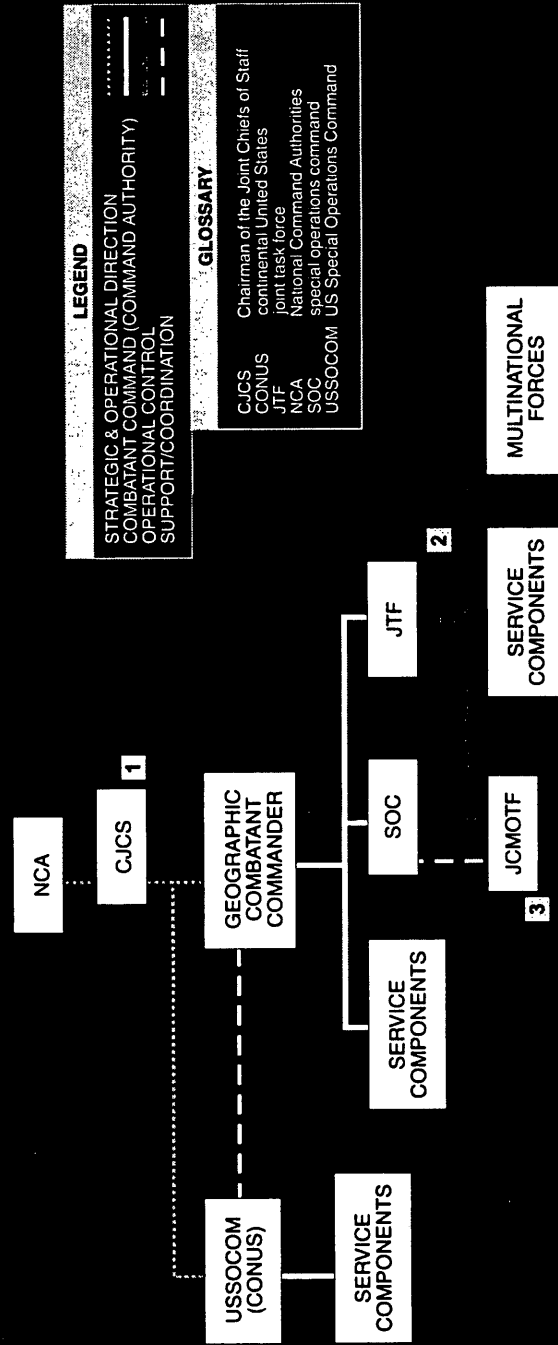 LEGEND
STRATEGIC & OPERATIONAL DIRECTION
COMBATANT COMMAND (COMMAND AUTHORITY)
OPERATIONAL CONTROL
SUPPORT/COORDINATION
GLOSSARY
CJCS Chairman of the Joint Chiefs of Staff
CONUS continental United States
JTF joint task force
NCA National Command Authorities
SOC special operations command
USSOCOM US Special Operations Command
NCA
CJCS
1
USSOCOM
(CONUS)
GEOGRAPHIC
COMBATANT
COMMANDER
SERVICE
COMPONENTS
SERVICE
COMPONENTS
SOC
JTF
2
3
JCMOTF
SERVICE
COMPONENTS
MULTINATIONAL
FORCES